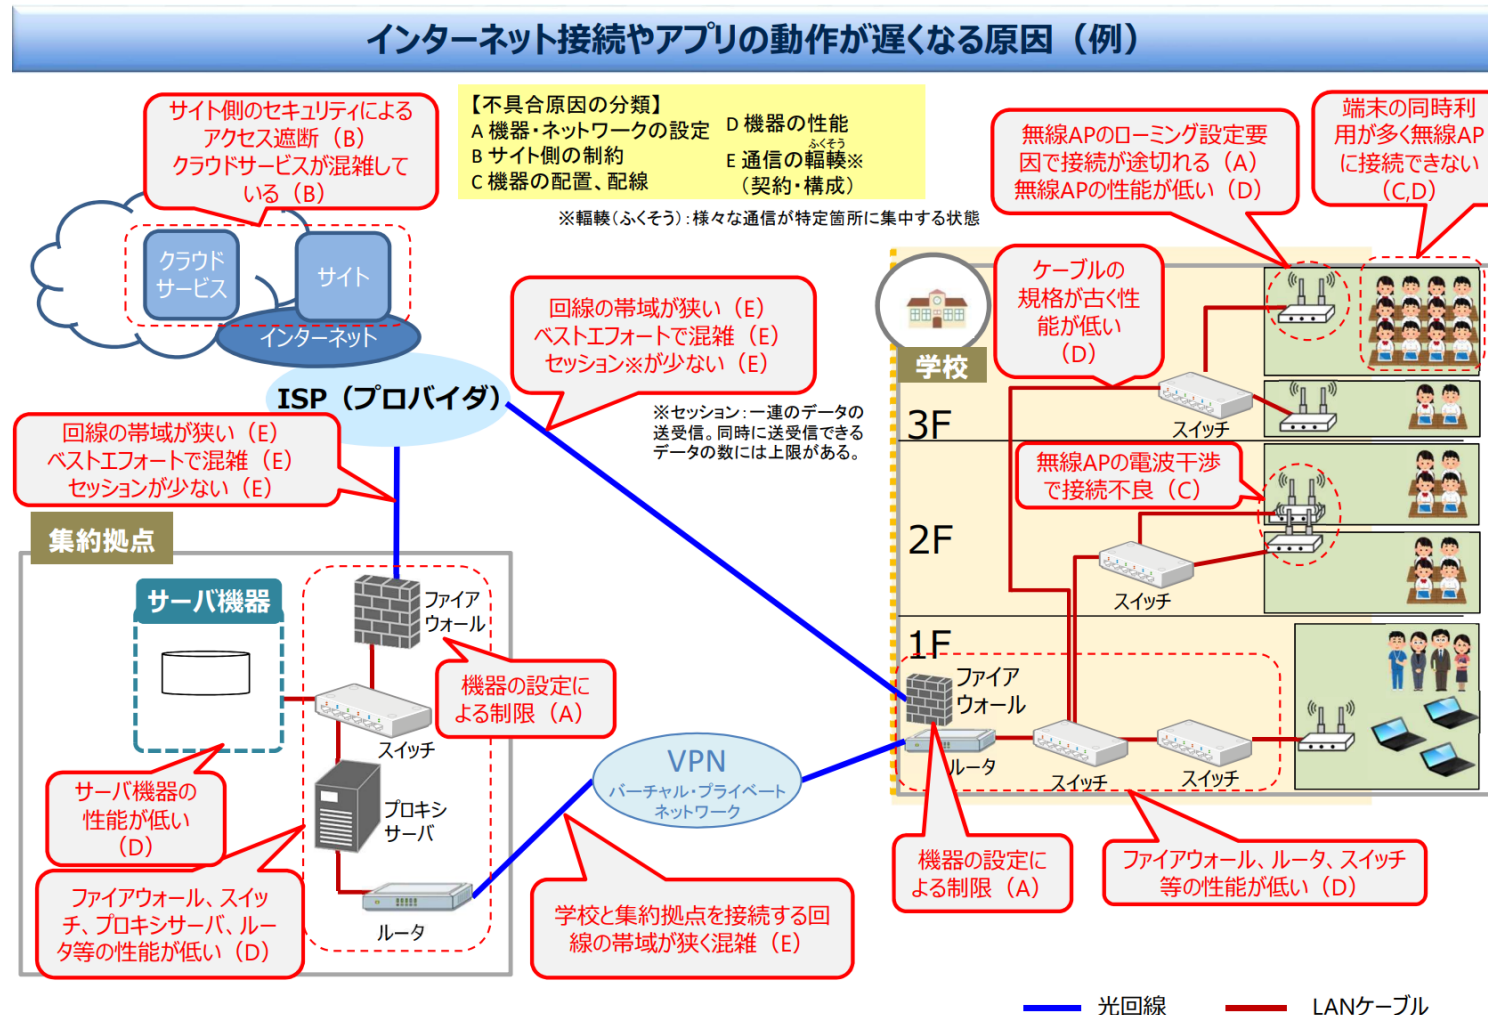 インターネット接続やアプリの動作が遅くなる原因（例）
サイト側のセキュリティによる
アクセス遮断（B）
クラウドサービスが混雑して
いる（B）
【不具合原因の分類】
A 機器・ネットワークの設定
B サイト側の制約
C 機器の配置、配線
D 機器の性能
ふくそう
E 通信の輻輳※
（契約・構成）
※輻輳（ふくそう）：様々な通信が特定箇所に集中する状態
無線APのローミング設定要
因で接続が途切れる（A）
無線APの性能が低い（D）
端末の同時利
用が多く無線AP
に接続できない
（C,D）
クラウド
サービス
サイト
インターネット
ISP（プロバイダ）
回線の帯域が狭い（E）
ベストエフォートで混雑（E）
セッション※が少ない（E）
※セッション：一連のデータの
送受信。同時に送受信できる
データの数には上限がある。
回線の帯域が狭い（E）
ベストエフォートで混雑（E）
セッションが少ない（E）
ケーブルの
規格が古く性
能が低い
（D）
学校
3F
スイッチ
無線APの電波干渉
で接続不良（C）
2F
スイッチ
1F
ファイア
ウォール
ルータ
スイッチ
スイッチ
機器の設定に
よる制限（A）
ファイアウォール、ルータ、スイッチ
等の性能が低い（D）
集約拠点
サーバ機器
ファイア
ウォール
機器の設定に
よる制限（A）
スイッチ
プロキシ
サーバ
ルータ
サーバ機器の
性能が低い
（D）
ファイアウォール、スイッ
チ、プロキシサーバ、ルー
タ等の性能が低い（D）
VPN
バーチャル・プライベート
ネットワーク
学校と集約拠点を接続する回
線の帯域が狭く混雑（E）
光回線
LANケーブル